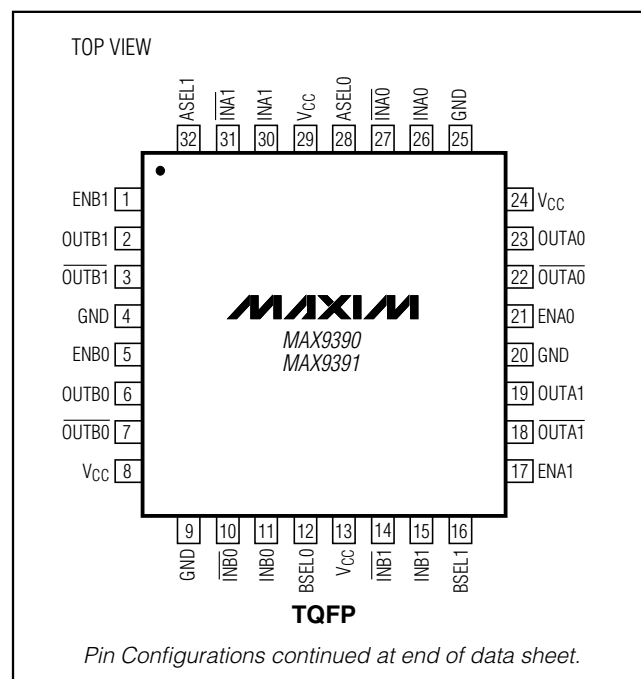 TOP VIEW
ASEL1
INA1
INA1
VCC
ASEL0
INA0
INA0
GND
32 31 30 29 28 27 26 25
ENB1 1
OUTB1 2
OUTB1 3
GND 4
ENB0 5
OUTB0 6
OUTB0 7
VCC 8
MAXIM
MAX9390
MAX9391
24 VCC
23 OUTA0
22 OUTA0
21 ENA0
20 GND
19 OUTA1
18 OUTA1
17 ENA1
9 10 11 12 13 14 15 16
GND
INB0
INB0
BSEL0
VCC
INB1
INB1
BSEL1
TQFP
Pin Configurations continued at end of data sheet.